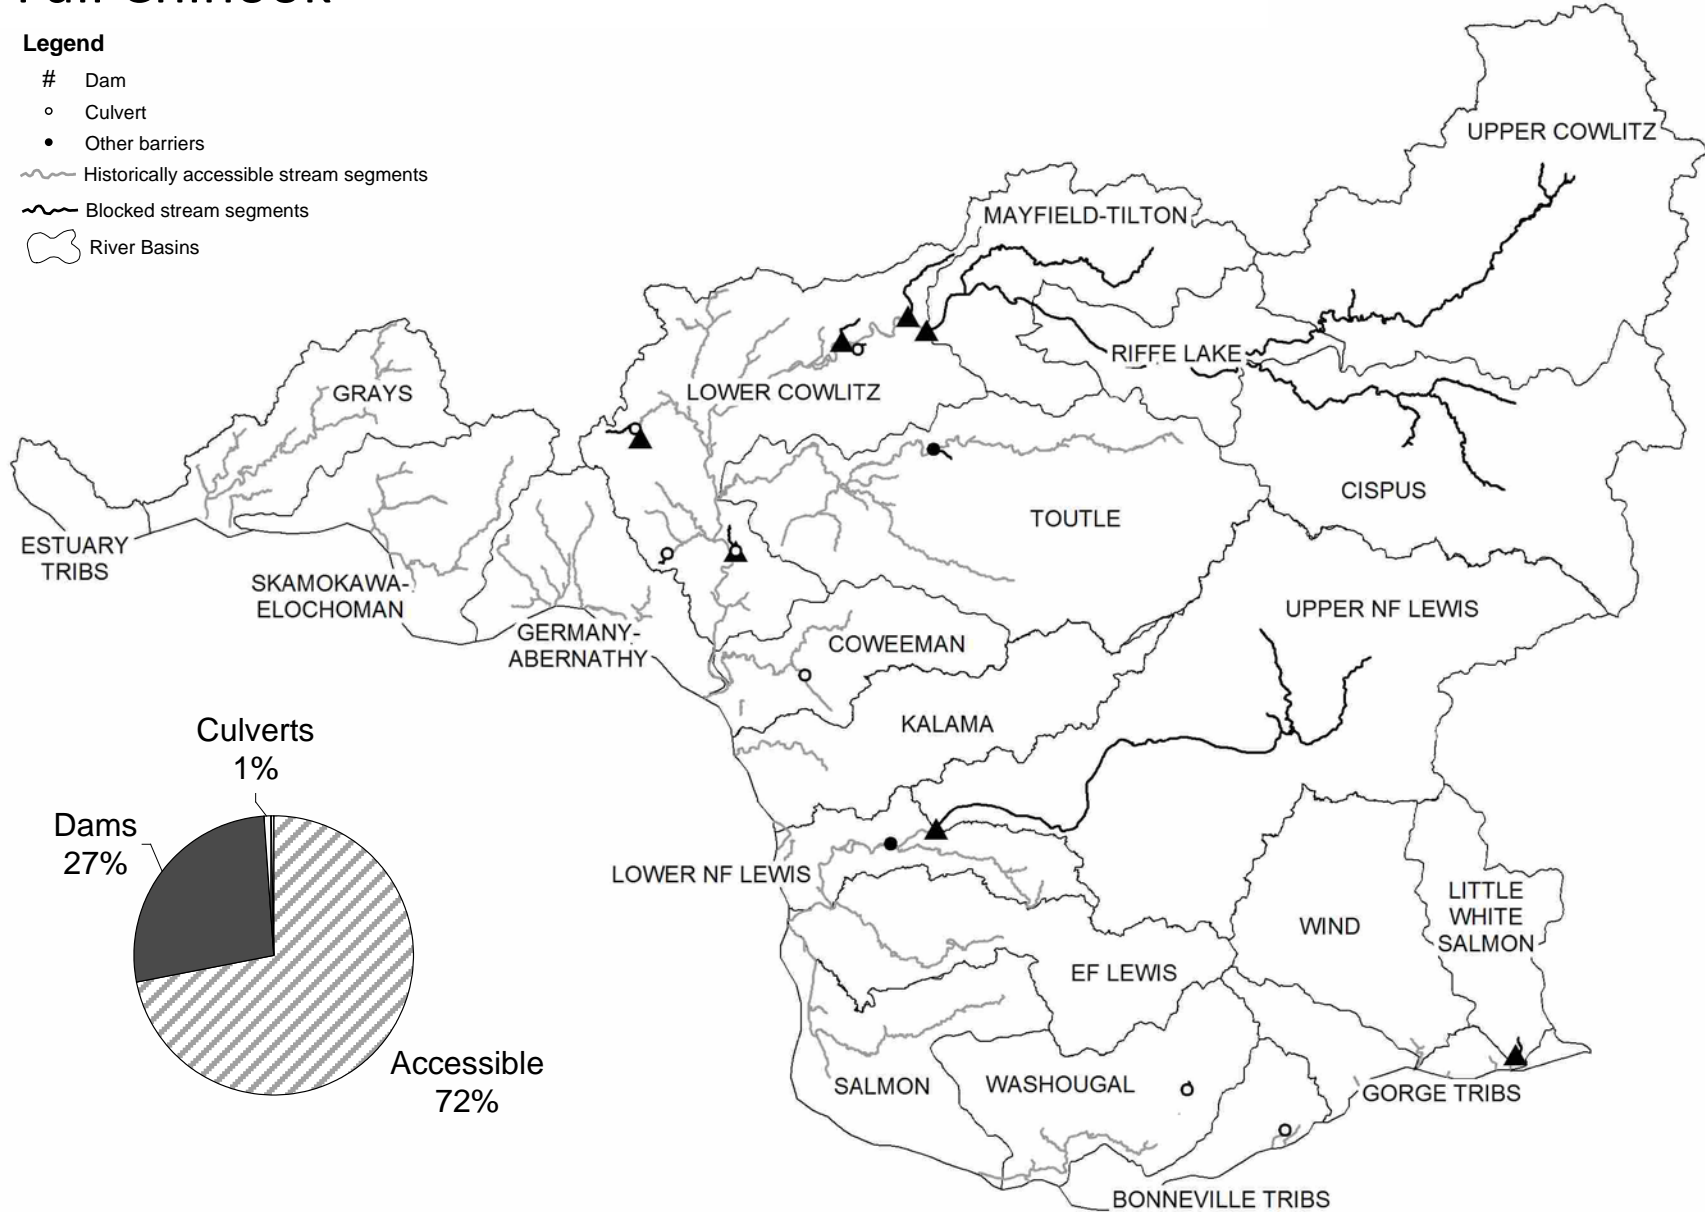 Fall Chinook
Legend
# Dam
Culvert
Other barriers
Historically accessible stream segments
Blocked stream segments
River Basins
UPPER COWLITZ
MAYFIELD-TILTON
RIFFE LAKE
GRAYS
LOWER COWLITZ
CISPUS
TOUTLE
ESTUARY
TRIBS
SKAMOKAWA-
ELOCHOMAN
UPPER NF LEWIS
GERMANY-
ABERNATHY
COWEEMAN
KALAMA
Culverts
1%
Dams
27%
Accessible
72%
LOWER NF LEWIS
LITTLE
WHITE
SALMON
WIND
EF LEWIS
SALMON
WASHOUGAL
GORGE TRIBS
BONNEVILLE TRIBS